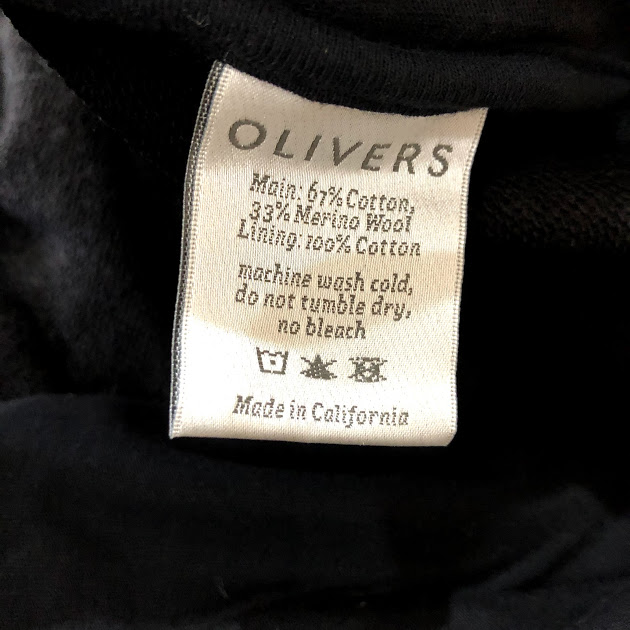 OLIVERS
Main: 67% Cotton,
33% Merino Wool
Lining: 100% Cotton
machine wash cold,
do not tumble dry,
no bleach
Made in California